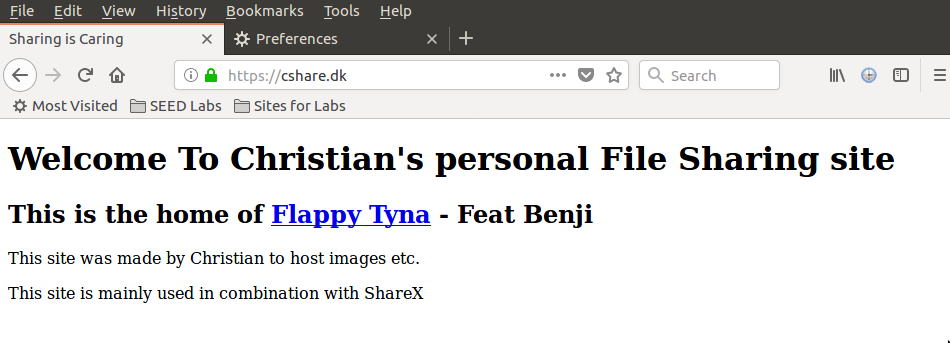 File Edit View History Bookmarks Tools Help
Sharing is Caring Preferences
https://cshare.dk Search
Most Visited SEED Labs Sites for Labs
Welcome To Christian's personal File Sharing site
This is the home of Flappy Tyna - Feat Benji
This site was made by Christian to host images etc.
This site is mainly used in combination with ShareX